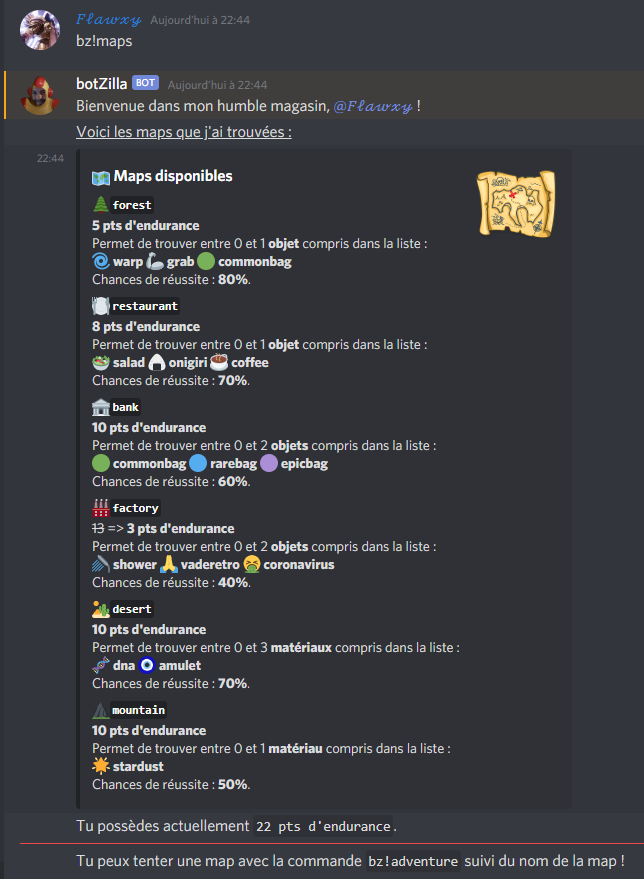 Flawxy Aujourd'hui à 22:44
bz!maps
botZilla BOT Aujourd'hui à 22:44
Bienvenue dans mon humble magasin, @Flawxy !
Voici les maps que j'ai trouvées :
22:44
Maps disponibles
forest
5 pts d'endurance
Permet de trouver entre 0 et 1 objet compris dans la liste :
warp grab commonbag
Chances de réussite : 80%.
restaurant
8 pts d'endurance
Permet de trouver entre 0 et 1 objet compris dans la liste :
salad onigiri coffee
Chances de réussite : 70%.
bank
10 pts d'endurance
Permet de trouver entre 0 et 2 objets compris dans la liste :
commonbag rarebag epicbag
Chances de réussite : 60%.
factory
13 => 3 pts d'endurance
Permet de trouver entre 0 et 2 objets compris dans la liste :
shower vaderetro coronavirus
Chances de réussite : 40%.
desert
10 pts d'endurance
Permet de trouver entre 0 et 3 matériaux compris dans la liste :
dna amulet
Chances de réussite : 70%.
mountain
10 pts d'endurance
Permet de trouver entre 0 et 1 matériau compris dans la liste :
stardust
Chances de réussite : 50%.
Tu possèdes actuellement 22 pts d'endurance.
Tu peux tenter une map avec la commande bz!adventure suivi du nom de la map !